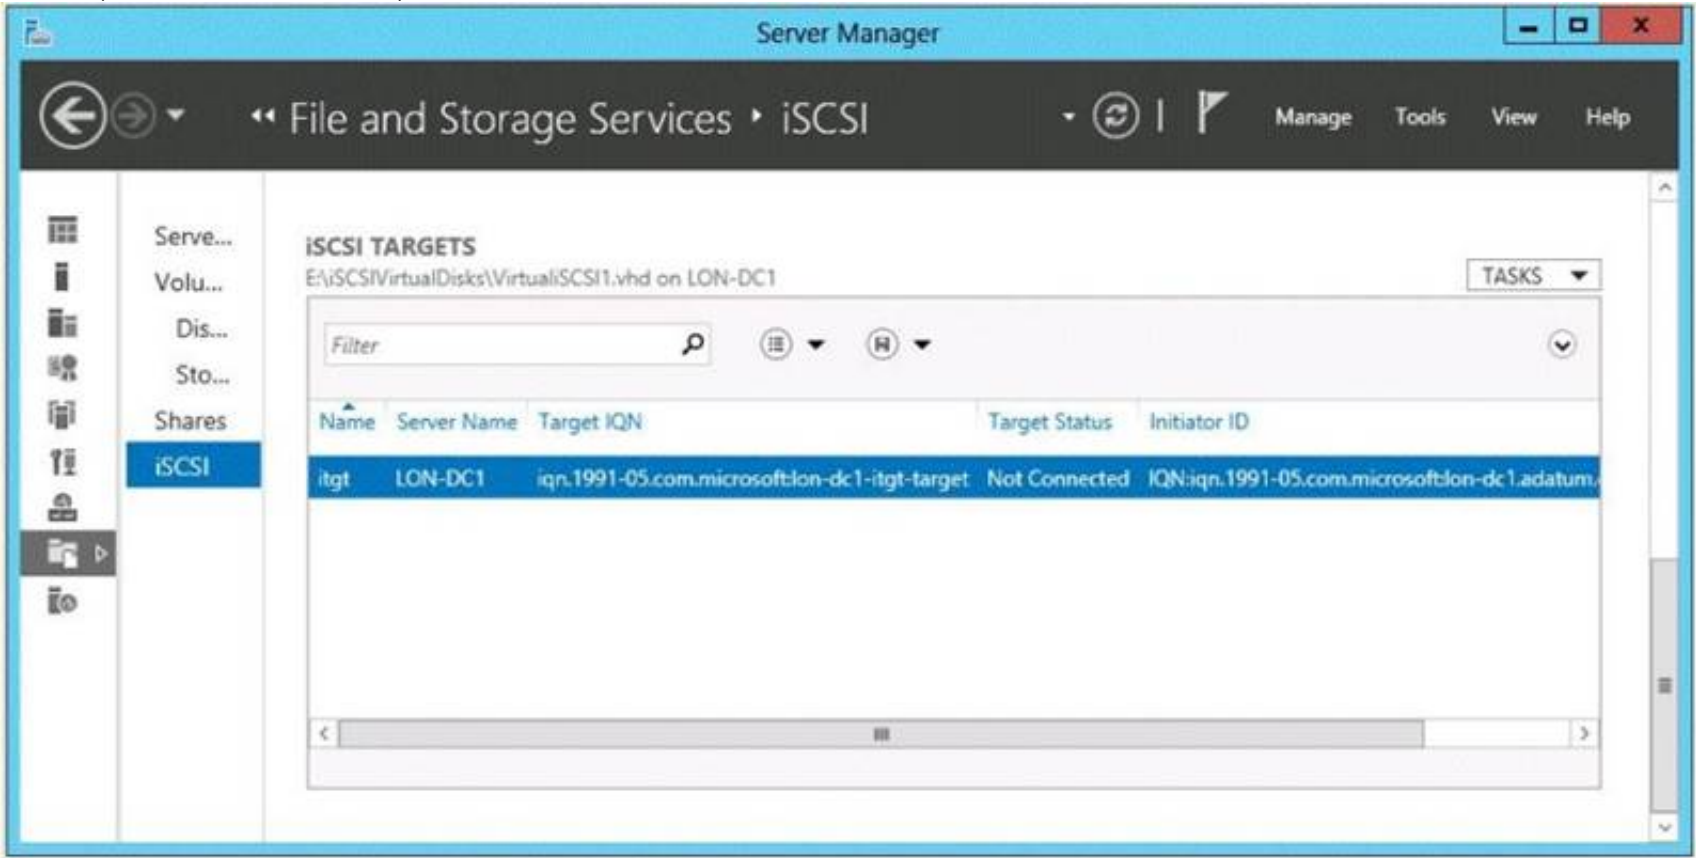 Server Manager
File and Storage Services iSCSI
Manage Tools View Help
Serve...
Volu...
Dis...
Sto...
Shares
iSCSI
iSCSI TARGETS
E:\iSCSIVirtualDisks\VirtualiSCSI1.vhd on LON-DC1
TASKS
Filter
Name Server Name Target IQN Target Status Initiator ID
itgt LON-DC1 iqn.1991-05.com.microsoft:lon-dc1-itgt-target Not Connected IQN:iqn.1991-05.com.microsoft:lon-dc1.adatum.